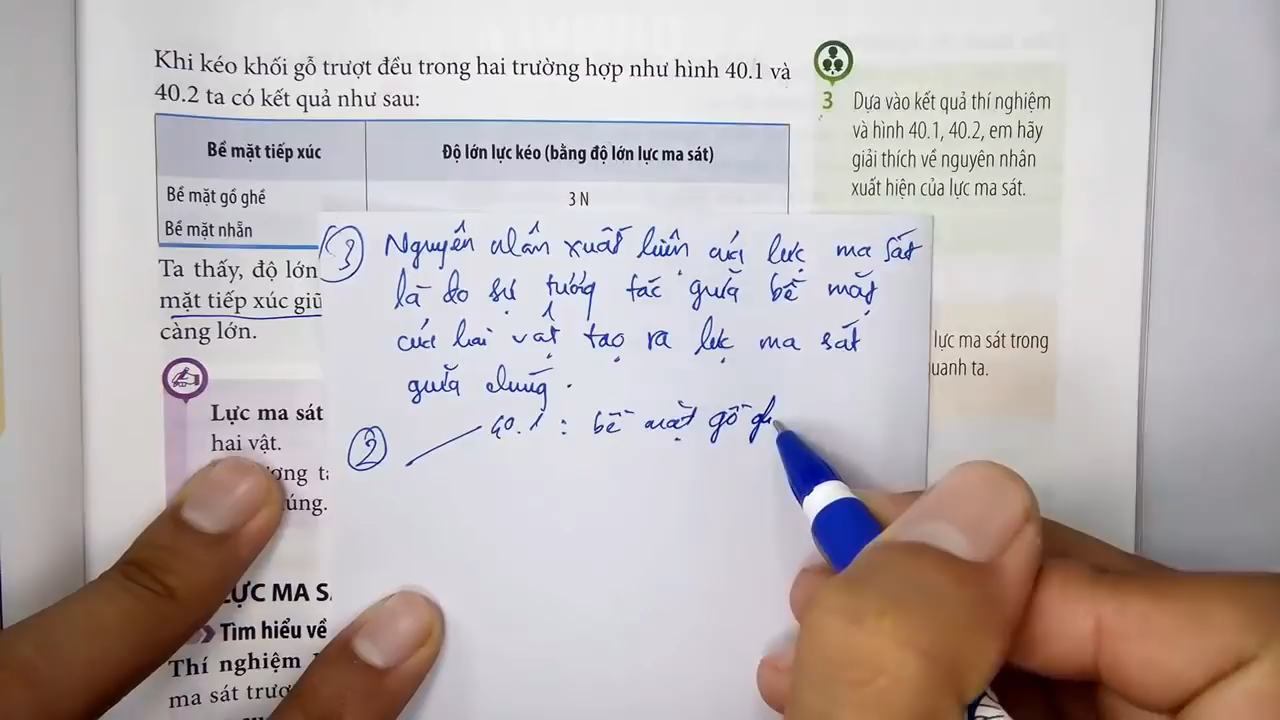 Khi kéo khối gỗ trượt đều trong hai trường hợp như hình 40.1 và
40.2 ta có kết quả như sau:
Bề mặt tiếp xúc
Độ lớn lực kéo (bằng độ lớn lực ma sát)
Bề mặt gồ ghề
3 N
Bề mặt nhẵn
Ta thấy, độ lớn
mặt tiếp xúc giữ
càng lớn.
Lực ma sát
hai vật.
úng.
LỰC MA S
Tìm hiểu về
Thí nghiệm
ma sát trượ
3 Dựa vào kết quả thí nghiệm
và hình 40.1, 40.2, em hãy
giải thích về nguyên nhân
xuất hiện của lực ma sát.
lực ma sát trong
uanh ta.
3 Nguyên nhân xuất hiện của lực ma sát
là do sự tương tác giữa bề mặt
của hai vật tạo ra lực ma sát
giữa chúng.
2 40.1 : bề mặt gồ gh